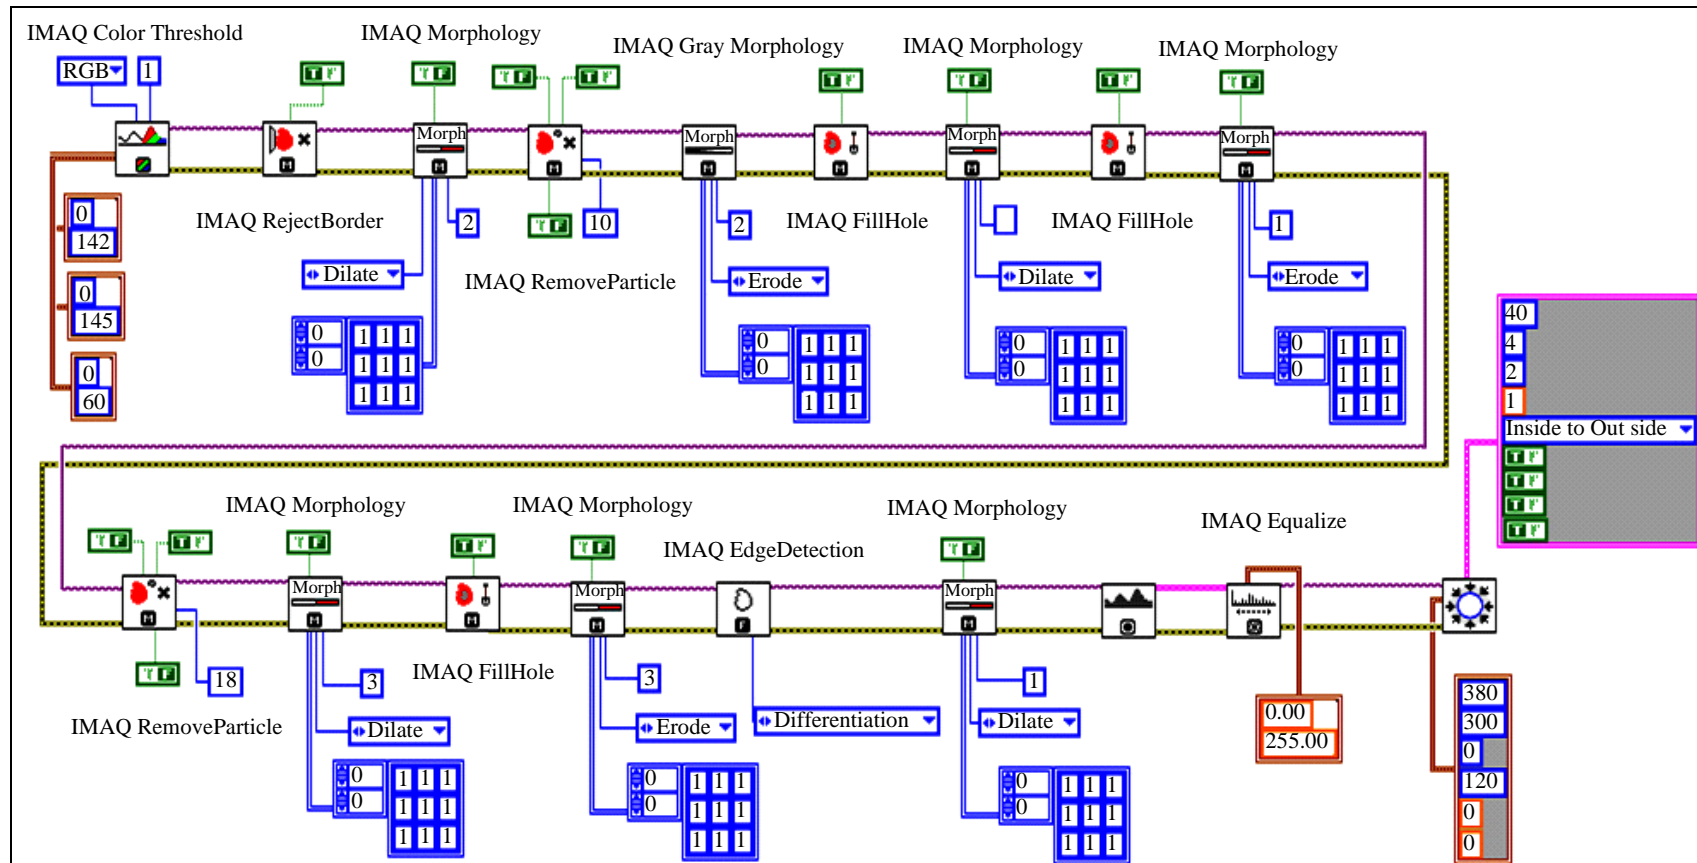 IMAQ Color Threshold
IMAQ Morphology
IMAQ Gray Morphology
IMAQ Morphology
IMAQ Morphology
RGB 1
T F
T F
T F
T F
T F
T F
T F
T F
Morph
Morph
Morph
Morph
M
M
M
M
M
M
M
M
T F
IMAQ RejectBorder
2
10
2
IMAQ FillHole
IMAQ FillHole
1
0
142
0
145
0
60
Dilate
IMAQ RemoveParticle
Erode
Dilate
Erode
0
0
1 1 1
1 1 1
1 1 1
0
0
1 1 1
1 1 1
1 1 1
0
0
1 1 1
1 1 1
1 1 1
0
0
1 1 1
1 1 1
1 1 1
40
4
2
1
Inside to Out side
T F
T F
T F
T F
IMAQ Morphology
IMAQ Morphology
IMAQ Morphology
IMAQ Equalize
IMAQ EdgeDetection
T F
T F
T F
T F
T F
T F
Morph
Morph
Morph
M
M
M
M
F
M
T F
18
3
IMAQ FillHole
3
1
IMAQ RemoveParticle
Dilate
Erode
Differentiation
Dilate
0.00
255.00
380
300
0
120
0
0
0
0
1 1 1
1 1 1
1 1 1
0
0
1 1 1
1 1 1
1 1 1
0
0
1 1 1
1 1 1
1 1 1